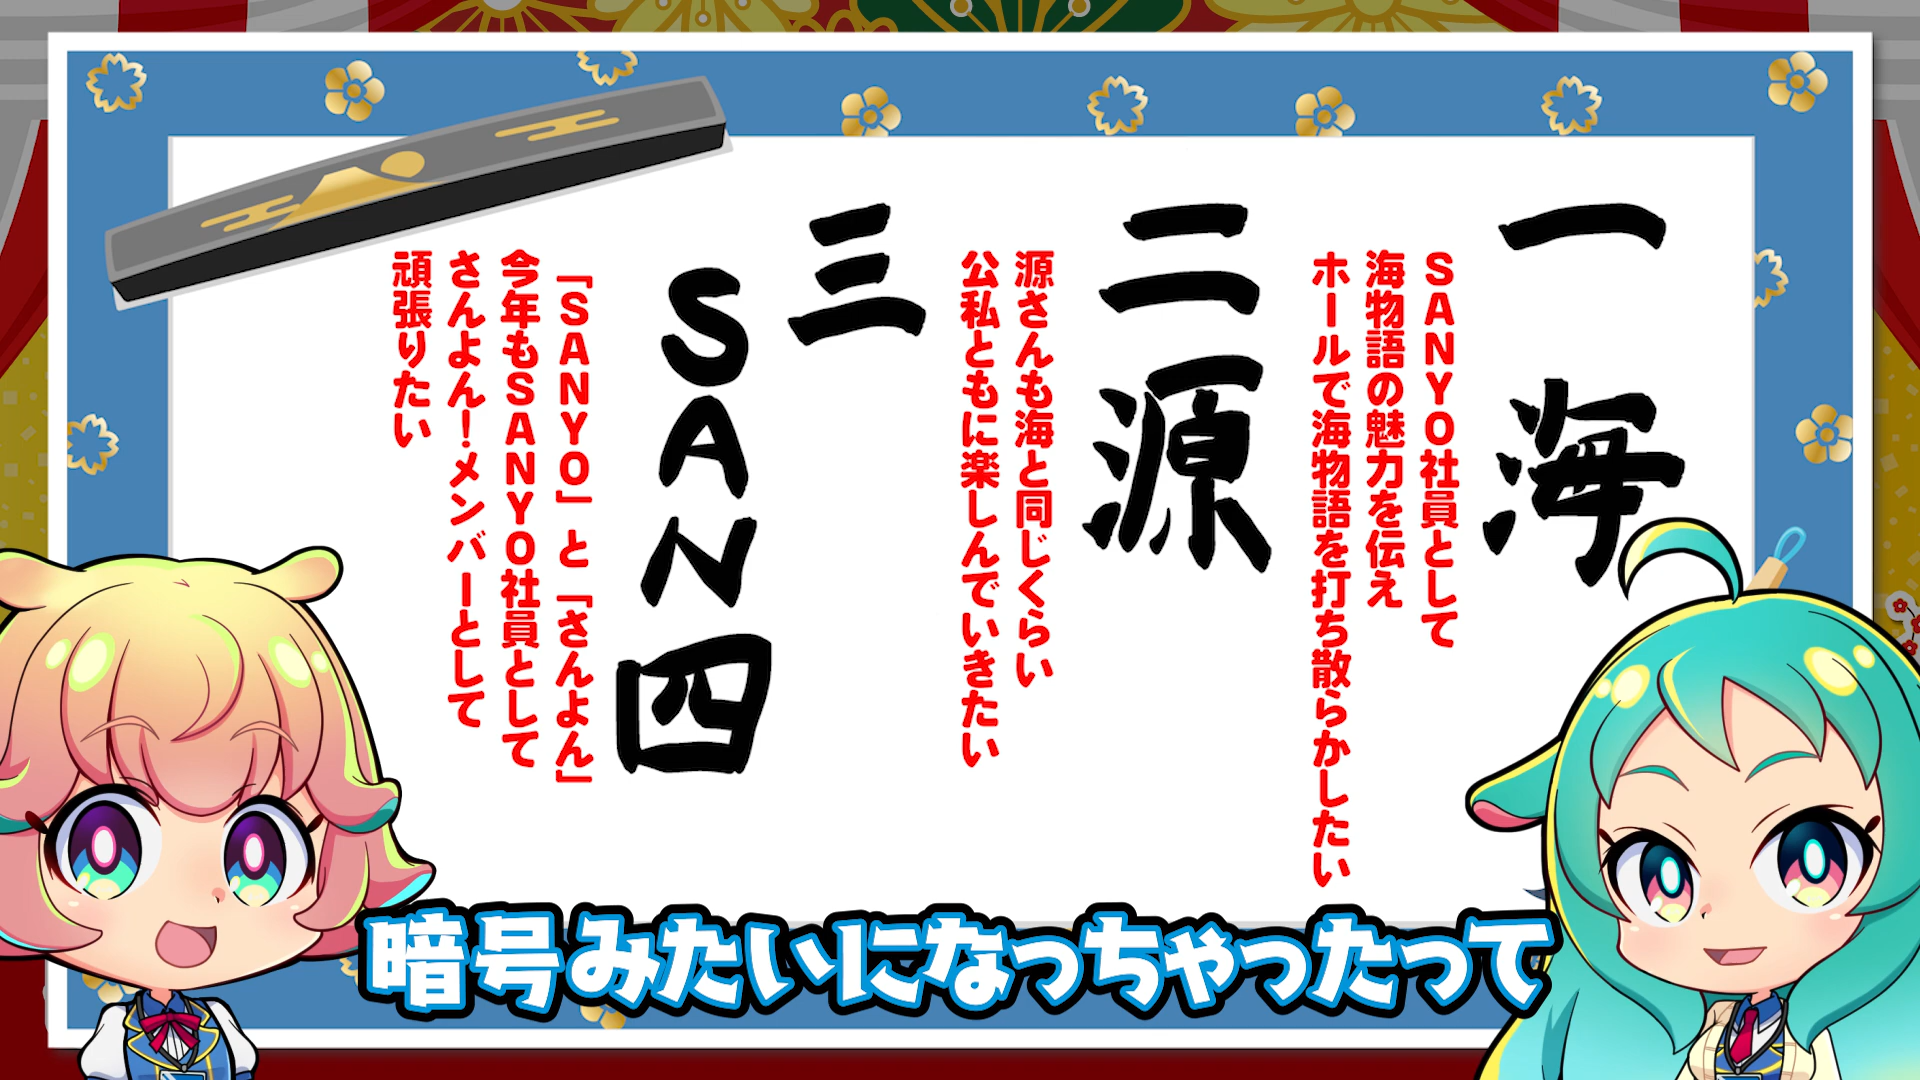 一 海
SANYO社員として
海物語の魅力を伝え
ホールで海物語を打ち散らかしたい
二 源
源さんも海と同じくらい
公私ともに楽しんでいきたい
三 SAN四
「SANYO」と「さんよん」
今年もSANYO社員として
さんよん！メンバーとして
頑張りたい
暗号みたいになっちゃったって